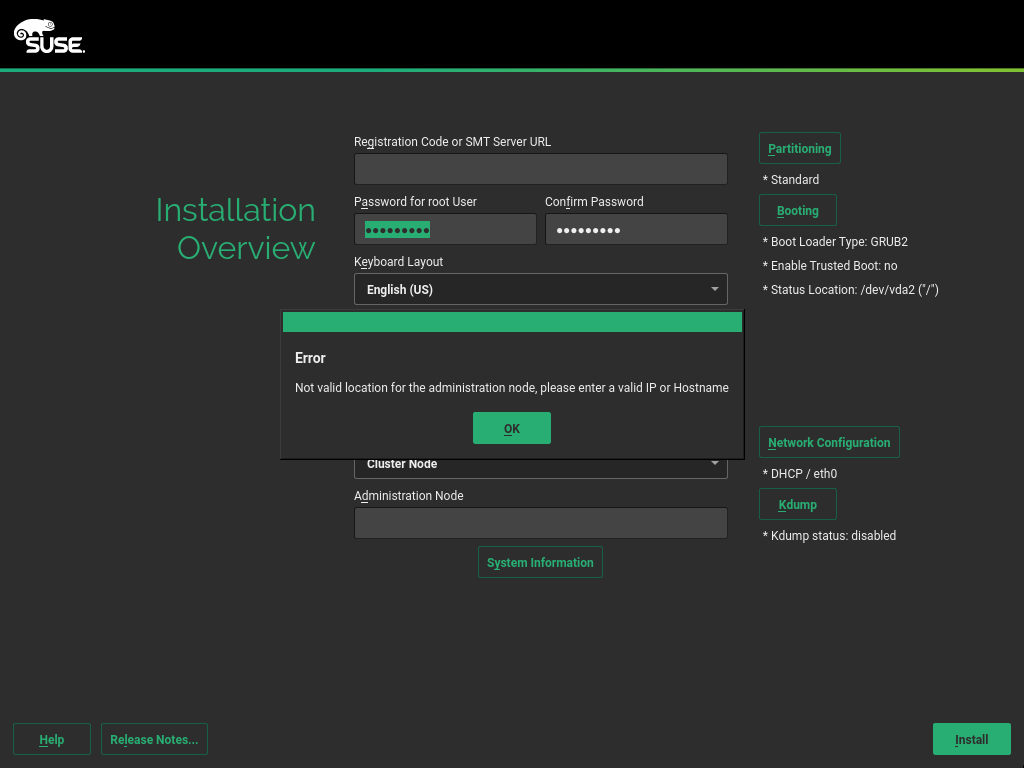 SUSE.
Installation
Overview
Registration Code or SMT Server URL
Password for root User
Confirm Password
●●●●●●●●●
●●●●●●●●●
Keyboard Layout
English (US)
Error
Not valid location for the administration node, please enter a valid IP or Hostname
OK
Cluster Node
Administration Node
System Information
Partitioning
* Standard
Booting
* Boot Loader Type: GRUB2
* Enable Trusted Boot: no
* Status Location: /dev/vda2 ("/")
Network Configuration
* DHCP / eth0
Kdump
* Kdump status: disabled
Help
Release Notes...
Install